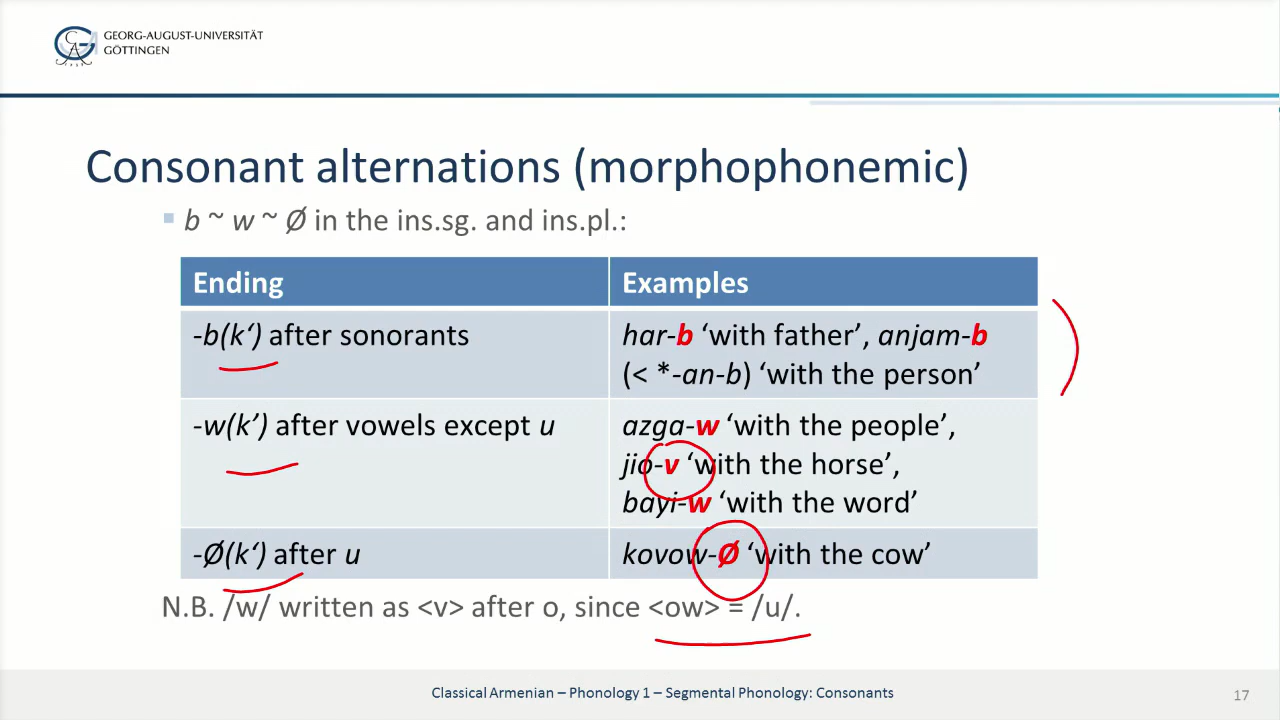 GEORG-AUGUST-UNIVERSITÄT
GÖTTINGEN
Consonant alternations (morphophonemic)
b ~ w ~ Ø in the ins.sg. and ins.pl.:
Ending
Examples
-b(k‘) after sonorants
har-b ‘with father’, anjam-b
(< *-an-b) ‘with the person’
-w(k’) after vowels except u
azga-w ‘with the people’,
jio-v ‘with the horse’,
bayi-w ‘with the word’
-Ø(k‘) after u
kovow-Ø ‘with the cow’
N.B. /w/ written as <v> after o, since <ow> = /u/.
Classical Armenian – Phonology 1 – Segmental Phonology: Consonants
17